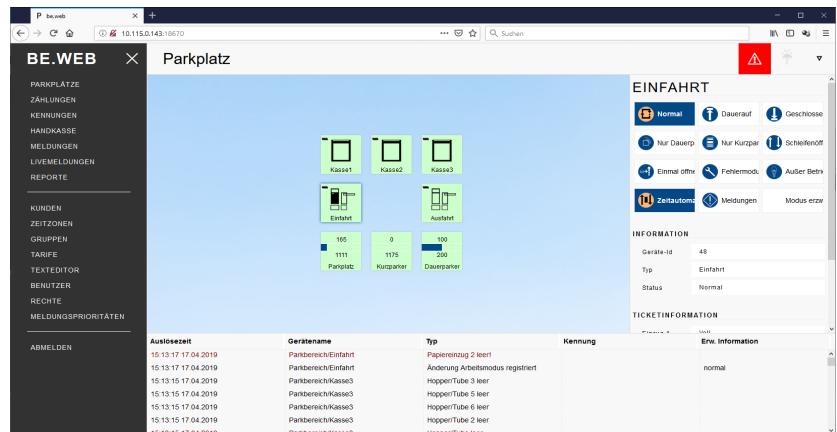 P be.web
10.115.0.143:18670
Suchen
BE.WEB
Parkplatz
PARKPLÄTZE
ZÄHLUNGEN
KENNUNGEN
HANDKASSE
MELDUNGEN
LIVEMELDUNGEN
REPORTE
KUNDEN
ZEITZONEN
GRUPPEN
TARIFE
TEXTEDITOR
BENUTZER
RECHTE
MELDUNGSPRIORITÄTEN
ABMELDEN
Kasse1 Kasse2 Kasse3
Einfahrt Ausfahrt
165 0 100
1111 1175 200
Parkplatz Kurzparker Dauerparker
EINFAHRT
Normal Dauerauf Geschlosse
Nur Dauerp Nur Kurzpar Schleifenöff
Einmal öffne Fehlermodu Außer Betri
Zeitautoma Meldungen Modus erzw
INFORMATION
Geräte-Id 48
Typ Einfahrt
Status Normal
TICKETINFORMATION
Auslösezeit Gerätename Typ Kennung Erw. Information
15:13:17 17.04.2019 Parkbereich/Einfahrt Papiereinzug 2 leer!
15:13:17 17.04.2019 Parkbereich/Einfahrt Änderung Arbeitsmodus registriert normal
15:13:15 17.04.2019 Parkbereich/Kasse3 Hopper/Tube 3 leer
15:13:15 17.04.2019 Parkbereich/Kasse3 Hopper/Tube 5 leer
15:13:15 17.04.2019 Parkbereich/Kasse3 Hopper/Tube 6 leer
15:13:15 17.04.2019 Parkbereich/Kasse3 Hopper/Tube 2 leer